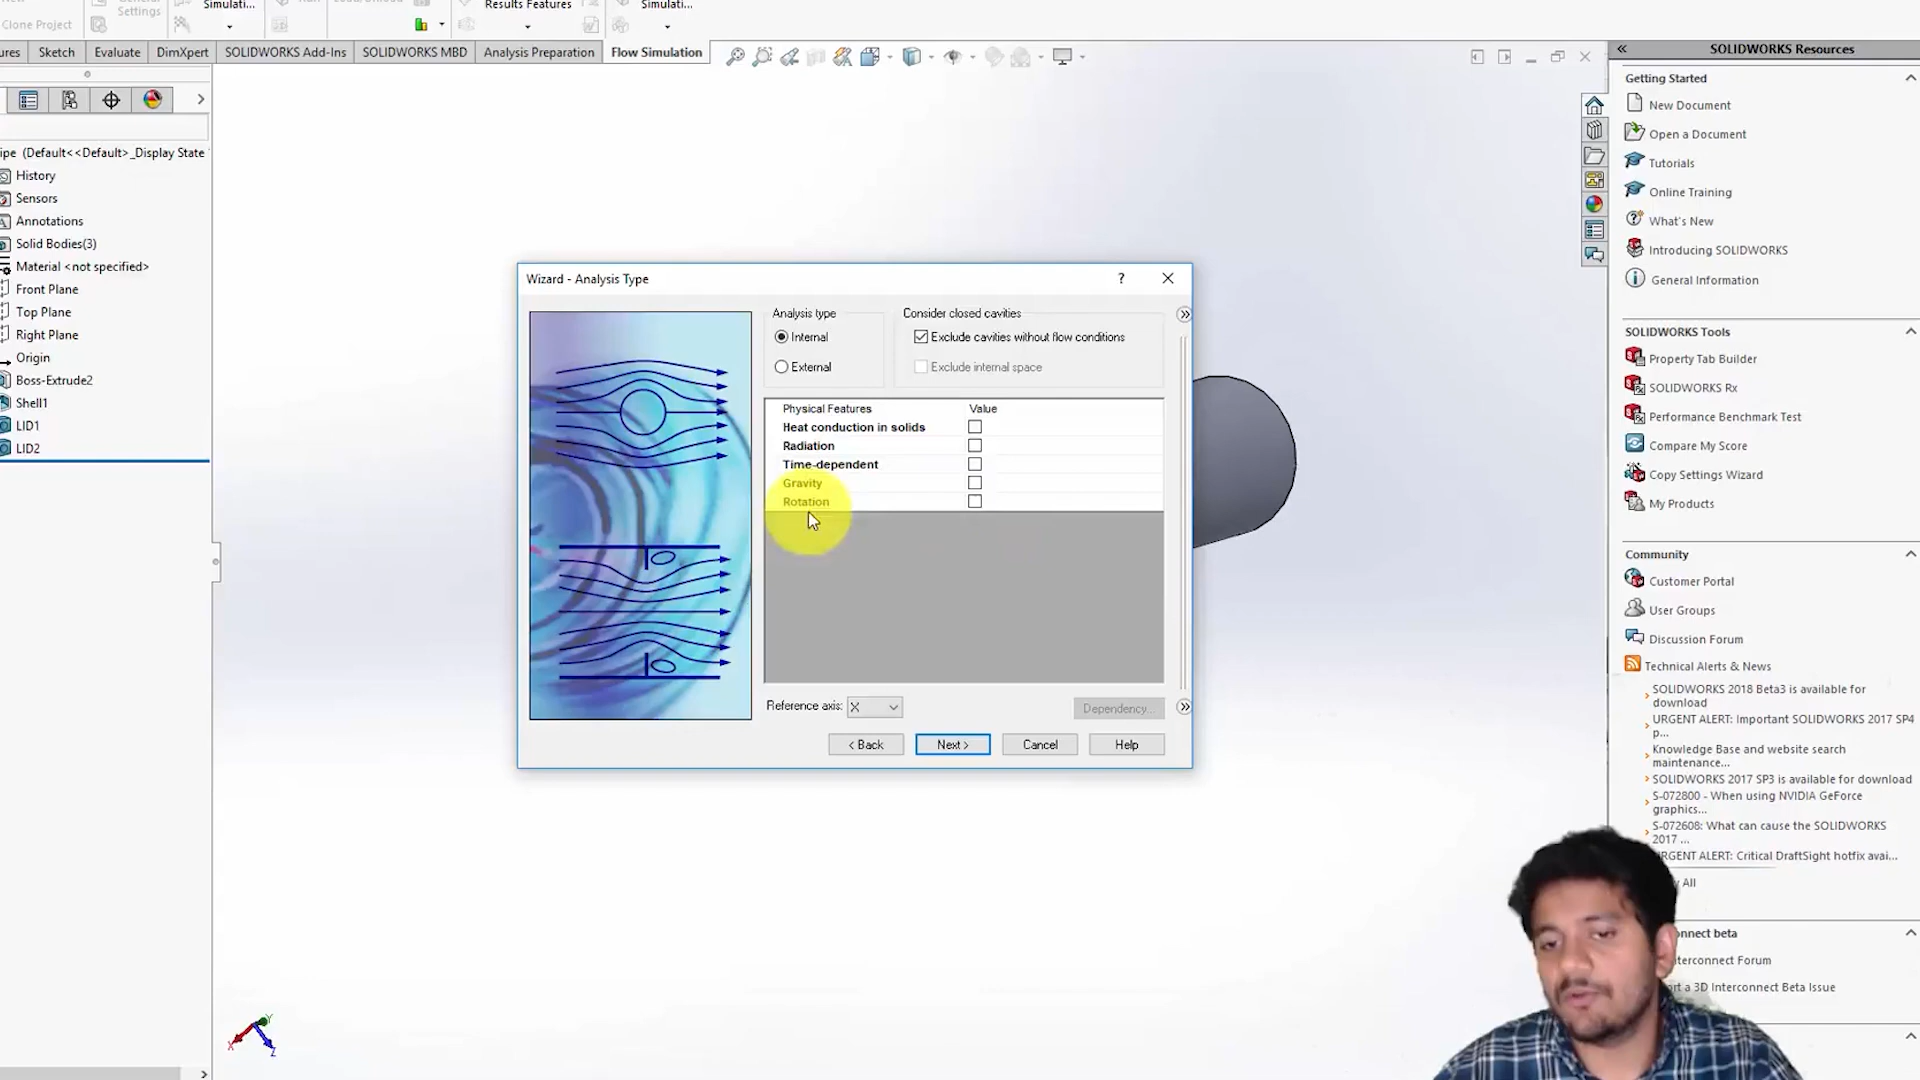 Simulati...
Results Features
Simulati...
Clone Project
Settings
ures
Sketch
Evaluate
DimXpert
SOLIDWORKS Add-Ins
SOLIDWORKS MBD
Analysis Preparation
Flow Simulation
ipe (Default<<Default>_Display State
History
Sensors
Annotations
Solid Bodies(3)
Material <not specified>
Front Plane
Top Plane
Right Plane
Origin
Boss-Extrude2
Shell1
LID1
LID2
Wizard - Analysis Type
?
Analysis type
Internal
External
Consider closed cavities
Exclude cavities without flow conditions
Exclude internal space
Physical Features Value
Heat conduction in solids
Radiation
Time-dependent
Gravity
Rotation
Reference axis: X
Dependency...
< Back
Next >
Cancel
Help
X
Y
Z
SOLIDWORKS Resources
Getting Started
New Document
Open a Document
Tutorials
Online Training
What's New
Introducing SOLIDWORKS
General Information
SOLIDWORKS Tools
Property Tab Builder
SOLIDWORKS Rx
Performance Benchmark Test
Compare My Score
Copy Settings Wizard
My Products
Community
Customer Portal
User Groups
Discussion Forum
Technical Alerts & News
SOLIDWORKS 2018 Beta3 is available for
download
URGENT ALERT: Important SOLIDWORKS 2017 SP4
p...
Knowledge Base and website search
maintenance...
SOLIDWORKS 2017 SP3 is available for download
S-072800 - When using NVIDIA GeForce
graphics...
S-072608: What can cause the SOLIDWORKS
2017 ...
URGENT ALERT: Critical DraftSight hotfix avai...
All
onnect beta
nterconnect Forum
rt a 3D Interconnect Beta Issue